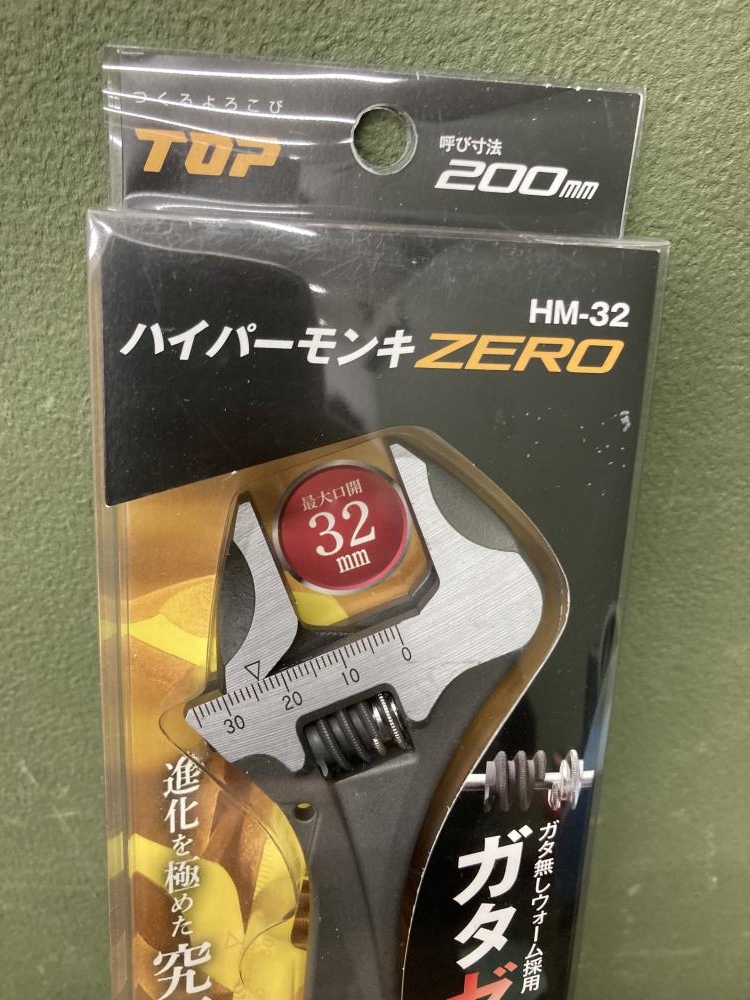 つくるよろこび
TOP
呼び寸法
200mm
HM-32
ハイパーモンキZERO
最大口開
32
mm
0
10
20
30
進化を極めた究
ガタ無しウォーム採用
ガタゼ